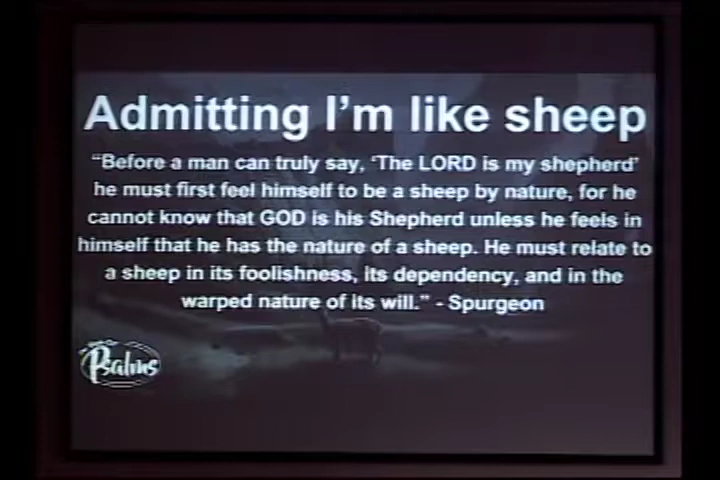 Admitting I'm like sheep
"Before a man can truly say, 'The LORD is my shepherd'
he must first feel himself to be a sheep by nature, for he
cannot know that GOD is his Shepherd unless he feels in
himself that he has the nature of a sheep. He must relate to
a sheep in its foolishness, its dependency, and in the
warped nature of its will." - Spurgeon
Psalms